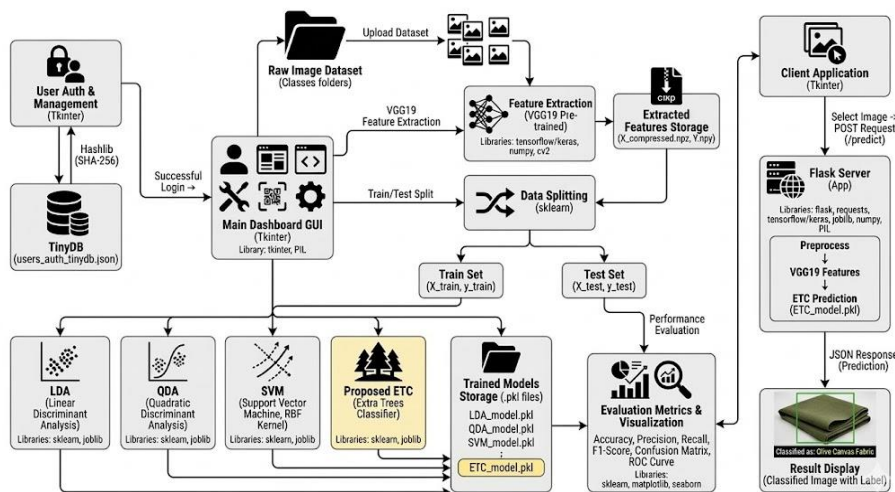 User Auth &
Management
(Tkinter)
Hashlib
(SHA-256)
TinyDB
(users_auth_tinydb.json)
Successful
Login →
Raw Image Dataset
(Classes folders)
Upload Dataset
VGG19
Feature Extraction
Train/Test Split
Main Dashboard GUI
(Tkinter)
Library: tkinter, PIL
Feature Extraction
(VGG19 Pre-
trained)
Libraries: tensorflow/keras,
numpy, cv2
Extracted
Features Storage
(X_compressed.npz, Y.npy)
Data Splitting
(sklearn)
Train Set
(X_train, y_train)
Test Set
(X_test, y_test)
Performance
Evaluation
LDA
(Linear
Discriminant
Analysis)
Libraries: sklearn, joblib
QDA
(Quadratic
Discriminant
Analysis)
Libraries: sklearn, joblib
SVM
(Support Vector
Machine, RBF
Kernel)
Libraries: sklearn, joblib
Proposed ETC
(Extra Trees
Classifier)
Libraries: sklearn, joblib
Trained Models
Storage (.pkl files)
LDA_model.pkl
QDA_model.pkl
SVM_model.pkl
:
ETC_model.pkl
Evaluation Metrics &
Visualization
Accuracy, Precision, Recall,
F1-Score, Confusion Matrix,
ROC Curve
Libraries:
sklearn, matplotlib, seaborn
Client Application
(Tkinter)
Select Image →
POST Request
(/predict)
Flask Server
(App)
Libraries: flask, requests,
tensorflow/keras, joblib, numpy,
PIL
Preprocess
VGG19 Features
ETC Prediction
(ETC_model.pkl)
JSON Response
(Prediction)
Classified as: Olive Canvas Fabric
Result Display
(Classified Image with Label)